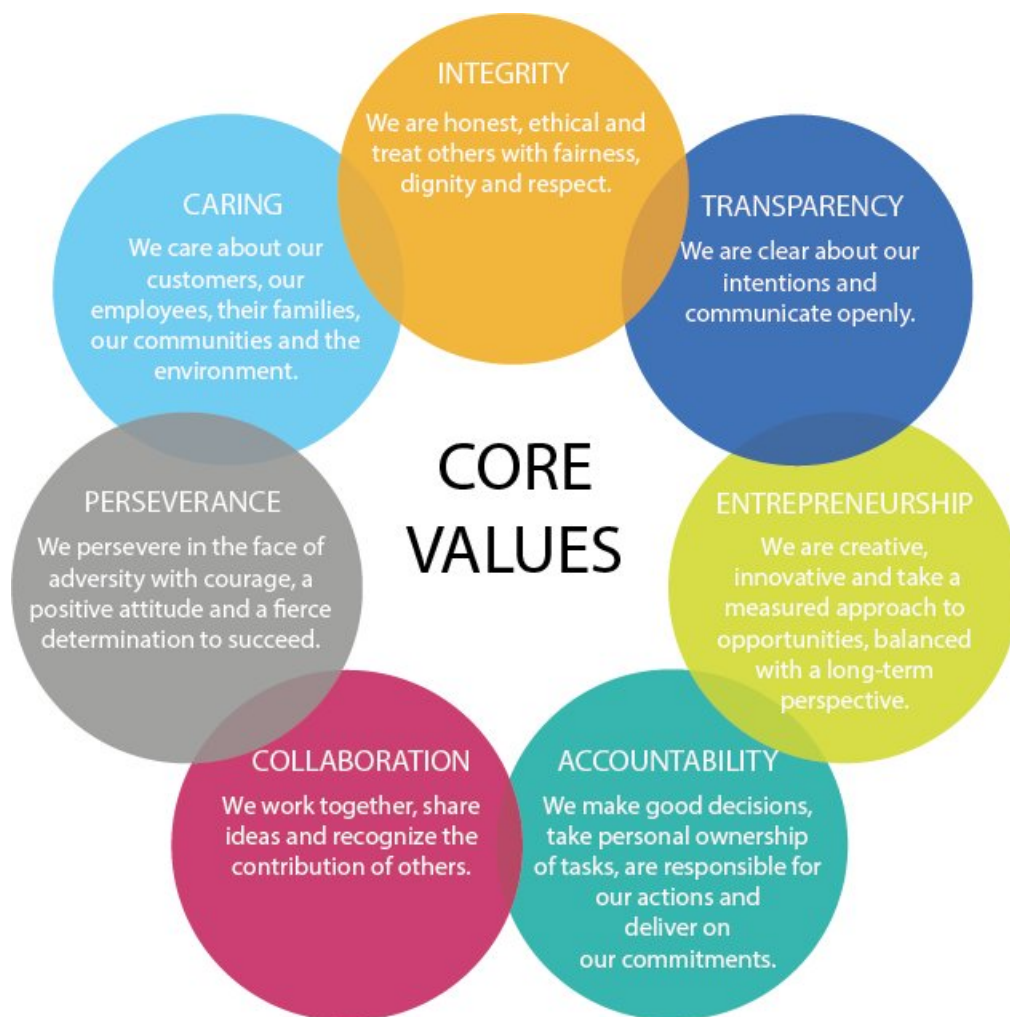 INTEGRITY
We are honest, ethical and
treat others with fairness,
dignity and respect.
TRANSPARENCY
We are clear about our
intentions and
communicate openly.
ENTREPRENEURSHIP
We are creative,
innovative and take a
measured approach to
opportunities, balanced
with a long-term
perspective.
ACCOUNTABILITY
We make good decisions,
take personal ownership
of tasks, are responsible for
our actions and
deliver on
our commitments.
COLLABORATION
We work together, share
ideas and recognize the
contribution of others.
PERSEVERANCE
We persevere in the face of
adversity with courage, a
positive attitude and a fierce
determination to succeed.
CARING
We care about our
customers, our
employees, their families,
our communities and the
environment.
CORE
VALUES